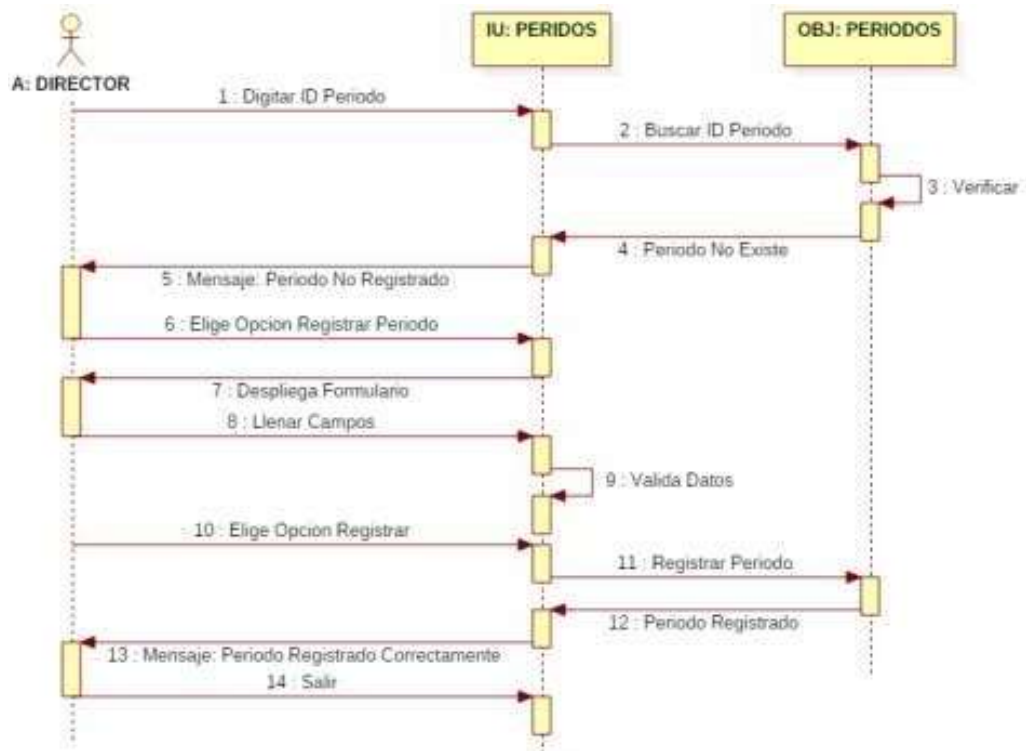 IU: PERIDOS
OBJ: PERIODOS
A: DIRECTOR
1 : Digitar ID Periodo
2 : Buscar ID Periodo
3 : Verificar
4 : Periodo No Existe
5 : Mensaje: Periodo No Registrado
6 : Elige Opcion Registrar Periodo
7 : Despliega Formulario
8 : Llenar Campos
9 : Valida Datos
10 : Elige Opcion Registrar
11 : Registrar Periodo
12 : Periodo Registrado
13 : Mensaje: Periodo Registrado Correctamente
14 : Salir